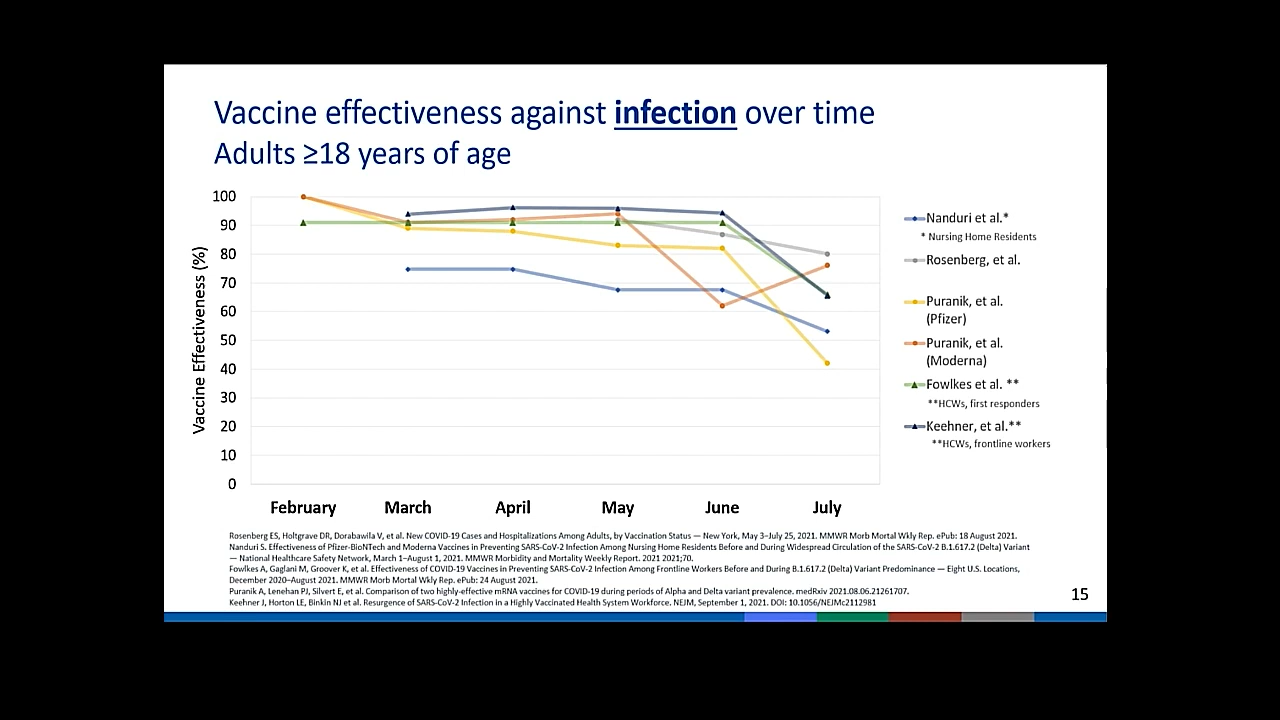 Vaccine effectiveness against infection over time
Adults ≥18 years of age
Vaccine Effectiveness (%)
100
90
80
70
60
50
40
30
20
10
0
February March April May June July
Nanduri et al.*
* Nursing Home Residents
Rosenberg, et al.
Puranik, et al.
(Pfizer)
Puranik, et al.
(Moderna)
Fowlkes et al. **
**HCWs, first responders
Keehner, et al.**
**HCWs, frontline workers
Rosenberg ES, Holtgrave DR, Dorabawila V, et al. New COVID-19 Cases and Hospitalizations Among Adults, by Vaccination Status — New York, May 3–July 25, 2021. MMWR Morb Mortal Wkly Rep. ePub: 18 August 2021.
Nanduri S. Effectiveness of Pfizer-BioNTech and Moderna Vaccines in Preventing SARS-CoV-2 Infection Among Nursing Home Residents Before and During Widespread Circulation of the SARS-CoV-2 B.1.617.2 (Delta) Variant
— National Healthcare Safety Network, March 1–August 1, 2021. MMWR Morbidity and Mortality Weekly Report. 2021 2021;70.
Fowlkes A, Gaglani M, Groover K, et al. Effectiveness of COVID-19 Vaccines in Preventing SARS-CoV-2 Infection Among Frontline Workers Before and During B.1.617.2 (Delta) Variant Predominance — Eight U.S. Locations,
December 2020–August 2021. MMWR Morb Mortal Wkly Rep. ePub: 24 August 2021.
Puranik A, Lenehan PJ, Silvert E, et al. Comparison of two highly-effective mRNA vaccines for COVID-19 during periods of Alpha and Delta variant prevalence. medRxiv 2021.08.06.21261707.
Keehner J, Horton LE, Binkin NJ et al. Resurgence of SARS-CoV-2 Infection in a Highly Vaccinated Health System Workforce. NEJM, September 1, 2021. DOI: 10.1056/NEJMc2112981
15